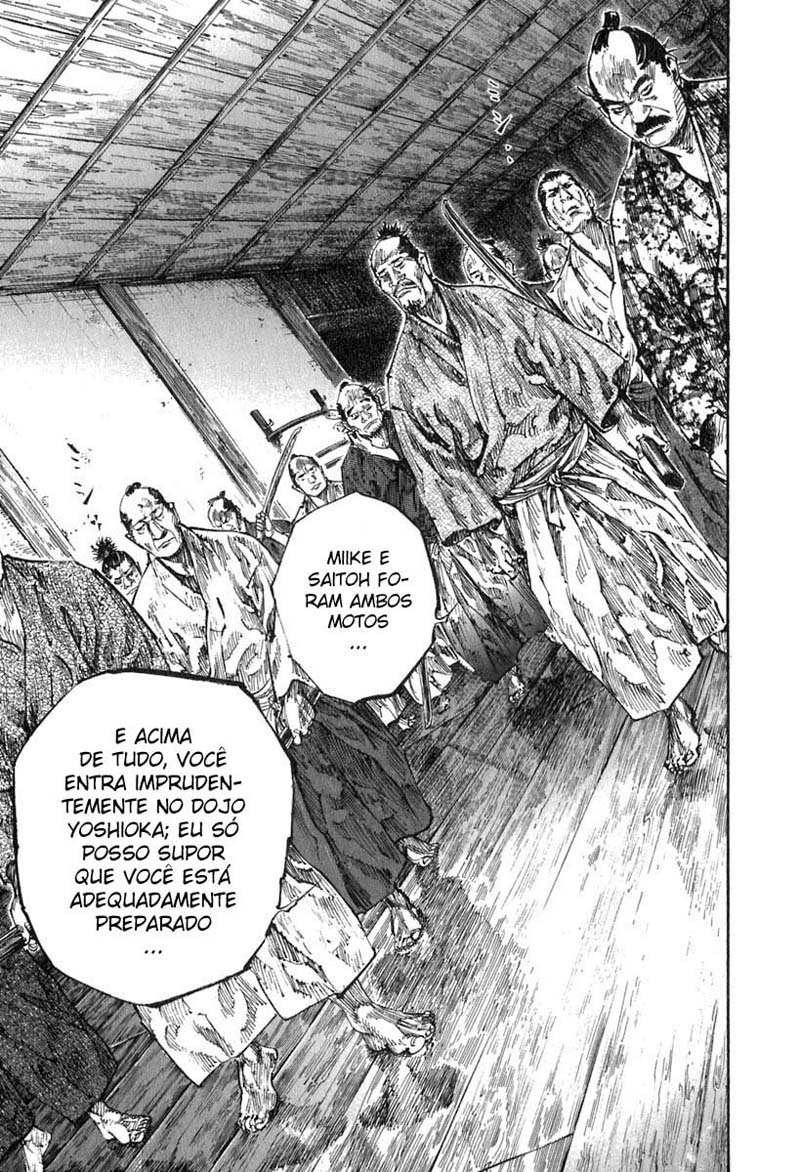 MIIKE E
SAITOH FO-
RAM AMBOS
MOTOS
...
E ACIMA
DE TUDO, VOCÊ
ENTRA IMPRUDEN-
TEMENTE NO DOJO
YOSHIOKA; EU SÓ
POSSO SUPOR
QUE VOCÊ ESTÁ
ADEQUADAMENTE
PREPARADO
...